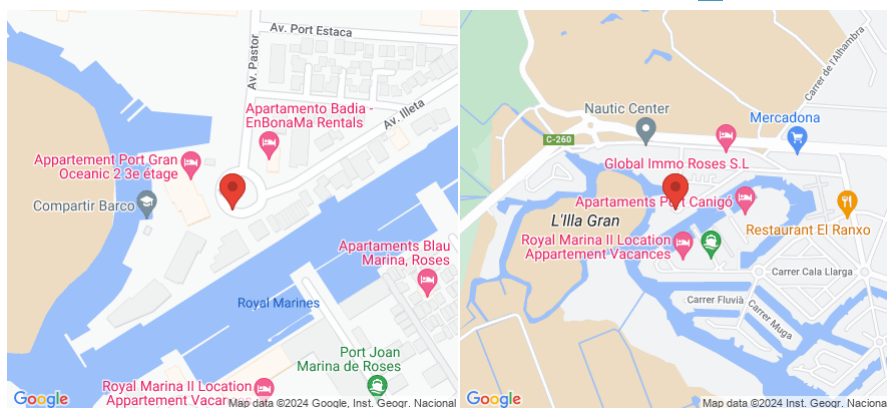 Av. Port Estaca
Av. Pastor
Apartamento Badia -
EnBonaMa Rentals
Av. Illeta
Appartement Port Gran
Oceanic 2 3e étage
Compartir Barco
Apartaments Blau
Marina, Roses
Royal Marines
Port Joan
Marina de Roses
Royal Marina II Location
Appartement Vacances
Google
Map data ©2024 Google, Inst. Geogr. Nacional
Carrer de l'Alhambra
Nautic Center
Mercadona
C-260
Global Immo Roses S.L
Apartaments Port Canigó
L'Illa Gran
Restaurant El Ranxo
Royal Marina II Location
Appartement Vacances
Carrer Cala Llarga
Carrer Fluvià
Carrer Muga
Google
Map data ©2024 Google, Inst. Geogr. Nacional